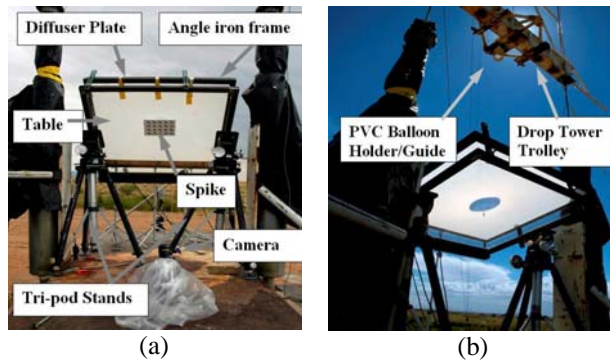 Diffuser Plate
Angle iron frame
Table
Spike
Camera
Tri-pod Stands
(a)
PVC Balloon
Holder/Guide
Drop Tower
Trolley
(b)